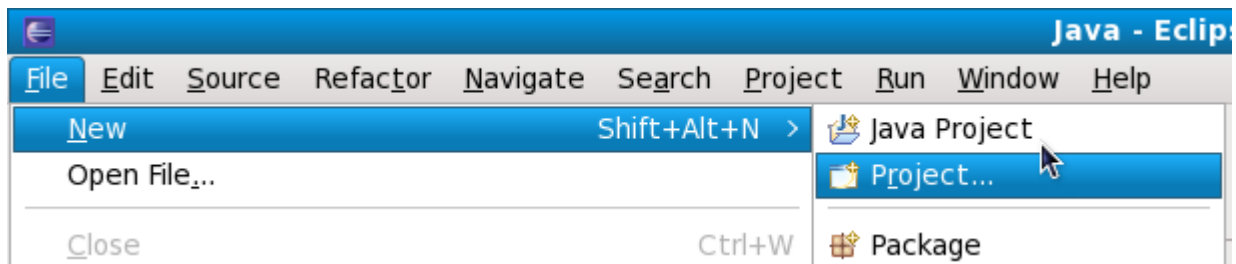 Java - Eclips
File Edit Source Refactor Navigate Search Project Run Window Help
New Shift+Alt+N > Java Project
Open File... Project...
Close Ctrl+W Package